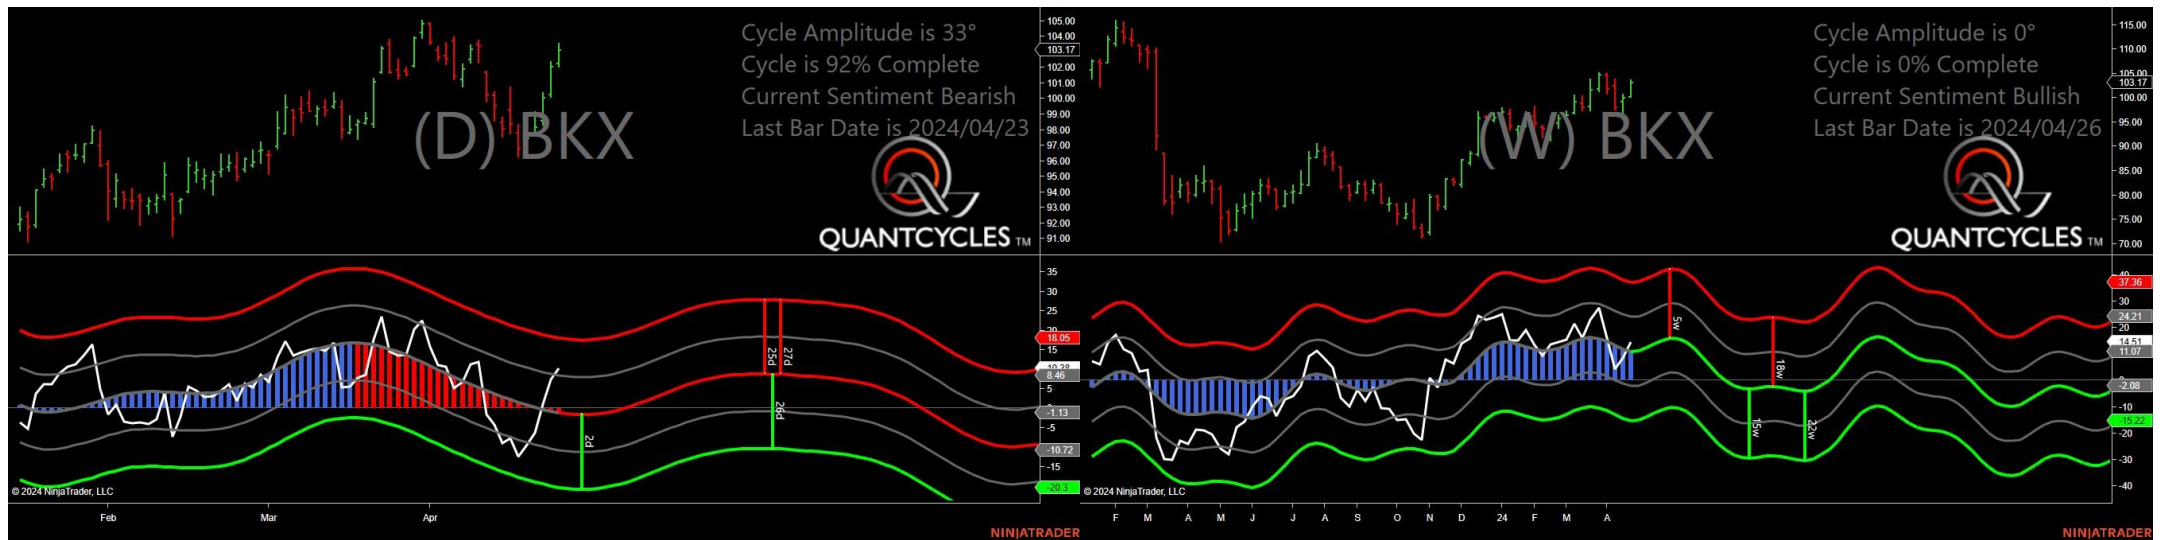 Cycle Amplitude is 33°
Cycle is 92% Complete
Current Sentiment Bearish
Last Bar Date is 2024/04/23
(D) BKX
QUANTCYCLES TM
105.00
104.00
103.17
102.00
101.00
100.00
99.00
98.00
97.00
96.00
95.00
94.00
93.00
92.00
91.00
35
30
25
18.05
15
8.46
5
-1.13
-5
-10.72
-15
-20.3
2d
25d
27d
26d
© 2024 NinjaTrader, LLC
Feb
Mar
Apr
NINJATRADER
Cycle Amplitude is 0°
Cycle is 0% Complete
Current Sentiment Bullish
Last Bar Date is 2024/04/26
(W) BKX
QUANTCYCLES TM
115.00
110.00
105.00
103.17
100.00
95.00
90.00
85.00
80.00
75.00
70.00
40
37.36
30
24.21
20
14.51
11.07
-2.08
-10
-15.22
-20
-30
-40
5w
18w
15w
22w
© 2024 NinjaTrader, LLC
F
M
A
M
J
J
A
S
O
N
D
24
F
M
A
NINJATRADER